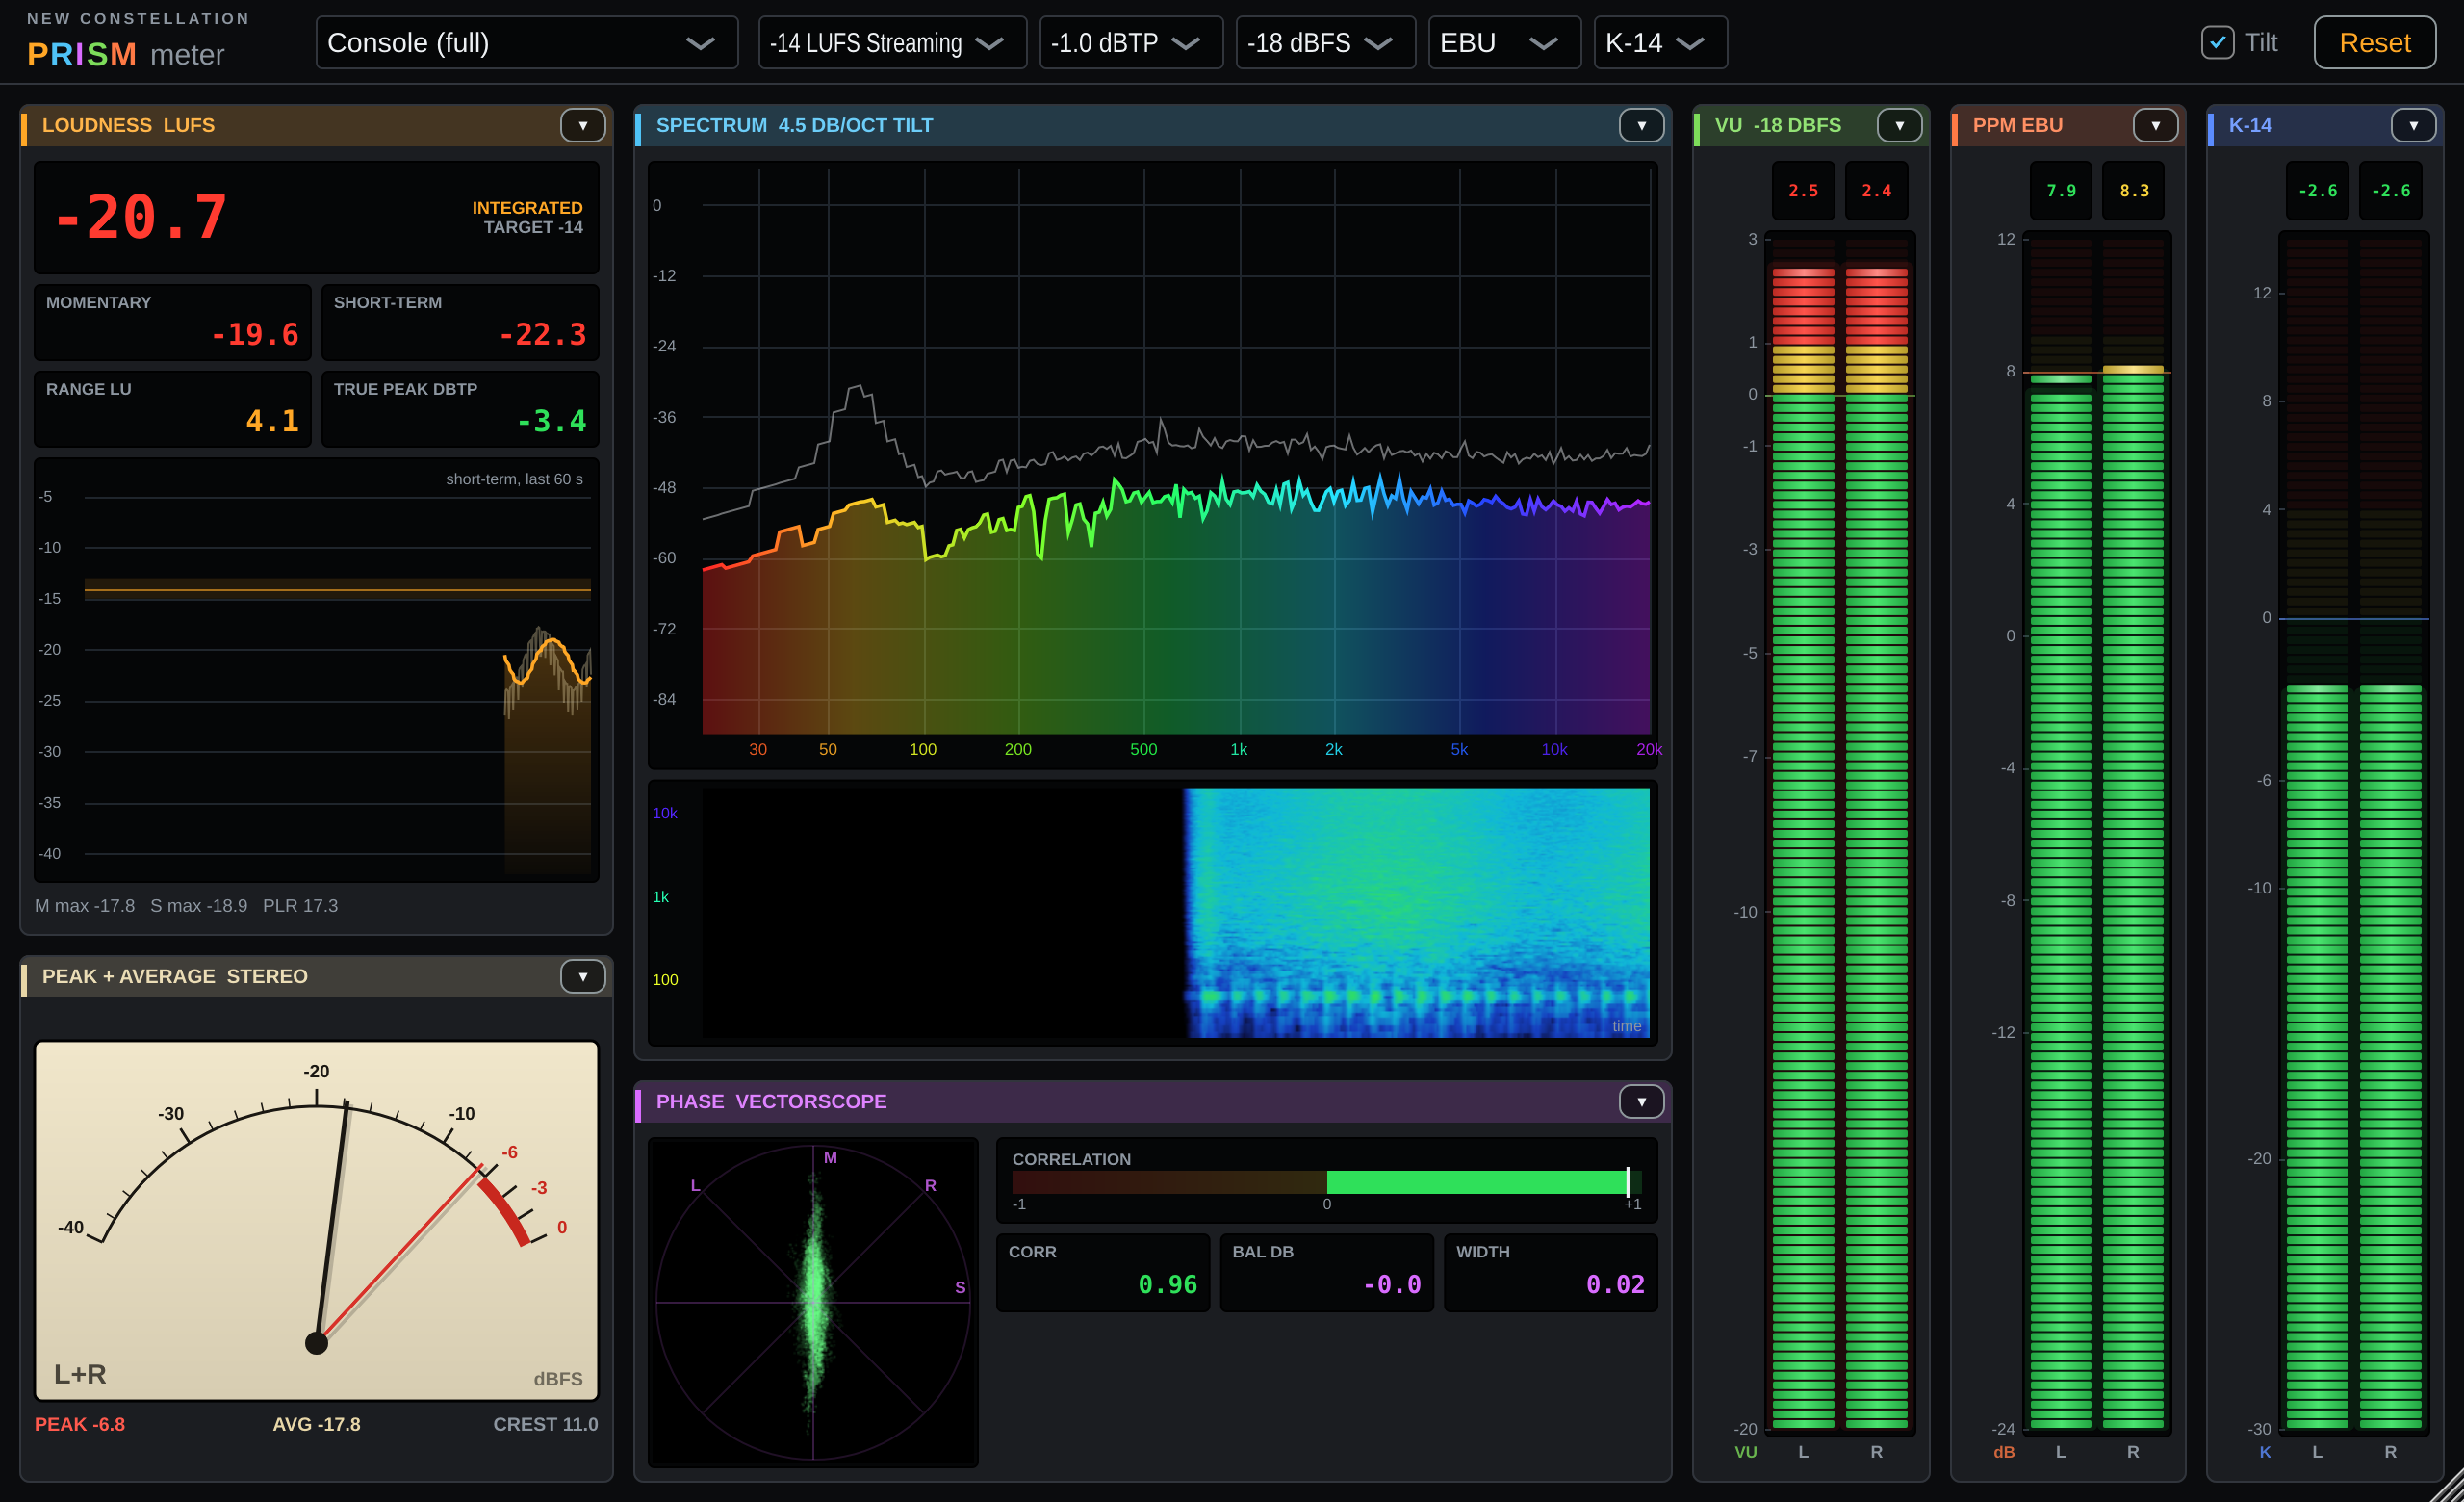 NEW CONSTELLATION
PRISM meter
Console (full)
-14 LUFS Streaming
-1.0 dBTP
-18 dBFS
EBU
K-14
Tilt
Reset
LOUDNESS LUFS
-20.7
INTEGRATED
TARGET -14
MOMENTARY
-19.6
SHORT-TERM
-22.3
RANGE LU
4.1
TRUE PEAK DBTP
-3.4
short-term, last 60 s
-5
-10
-15
-20
-25
-30
-35
-40
M max -17.8 S max -18.9 PLR 17.3
PEAK + AVERAGE STEREO
-40
-30
-20
-10
-6
-3
0
L+R
dBFS
PEAK -6.8
AVG -17.8
CREST 11.0
SPECTRUM 4.5 DB/OCT TILT
0
-12
-24
-36
-48
-60
-72
-84
30 50 100 200 500 1k 2k 5k 10k 20k
10k
1k
100
time
PHASE VECTORSCOPE
M
L
R
S
CORRELATION
-1 0 +1
CORR
0.96
BAL DB
-0.0
WIDTH
0.02
VU -18 DBFS
2.5 2.4
3
1
0
-1
-3
-5
-7
-10
-20
VU L R
PPM EBU
7.9 8.3
12
8
4
0
-4
-8
-12
-24
dB L R
K-14
-2.6 -2.6
12
8
4
0
-6
-10
-20
-30
K L R